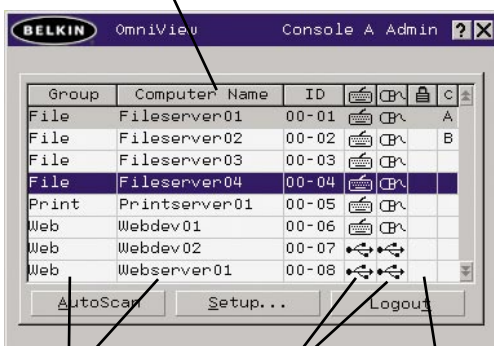 BELKIN OmniView Console A Admin ? X
Group Computer Name ID C
File Fileserver01 00-01 A
File Fileserver02 00-02 B
File Fileserver03 00-03
File Fileserver04 00-04
Print Printserver01 00-05
Web Webdev01 00-06
Web Webdev02 00-07
Web Webserver01 00-08
AutoScan Setup... Logout